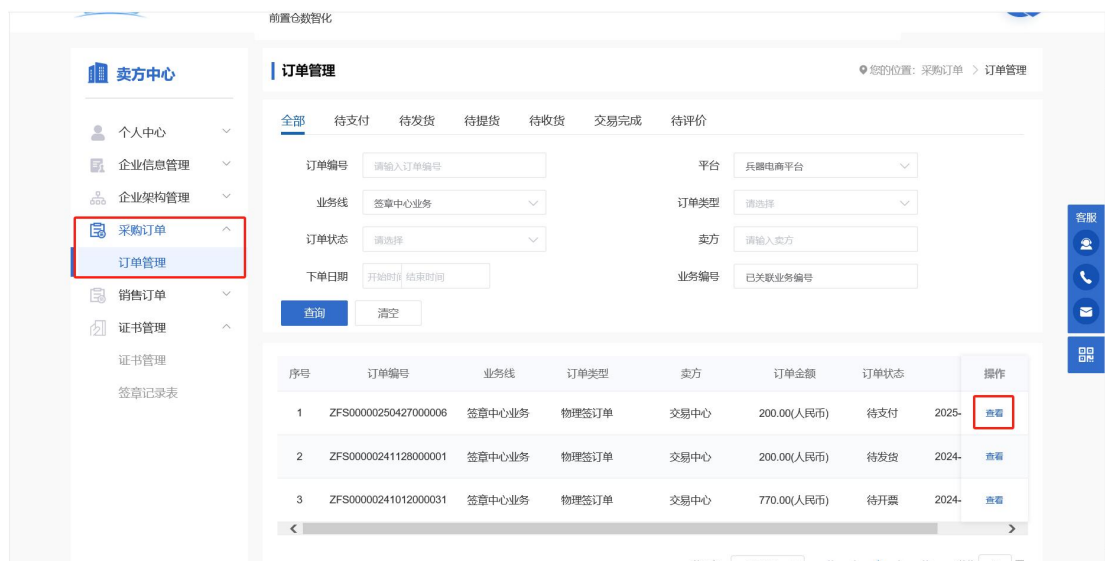 前置仓数智化
卖方中心
个人中心
企业信息管理
企业架构管理
采购订单
订单管理
销售订单
证书管理
证书管理
签章记录表
订单管理
您的位置: 采购订单 > 订单管理
全部 待支付 待发货 待提货 待收货 交易完成 待评价
订单编号 请输入订单编号 平台 兵器电商平台
业务线 签章中心业务 订单类型 请选择
订单状态 请选择 卖方 请输入卖方
下单日期 开始时间 结束时间 业务编号 已关联业务编号
查询 清空
序号 订单编号 业务线 订单类型 卖方 订单金额 订单状态 操作
1 ZFS00000250427000006 签章中心业务 物理签订单 交易中心 200.00(人民币) 待支付 2025- 查看
2 ZFS00000241128000001 签章中心业务 物理签订单 交易中心 200.00(人民币) 待发货 2024- 查看
3 ZFS00000241012000031 签章中心业务 物理签订单 交易中心 770.00(人民币) 待开票 2024- 查看
客服